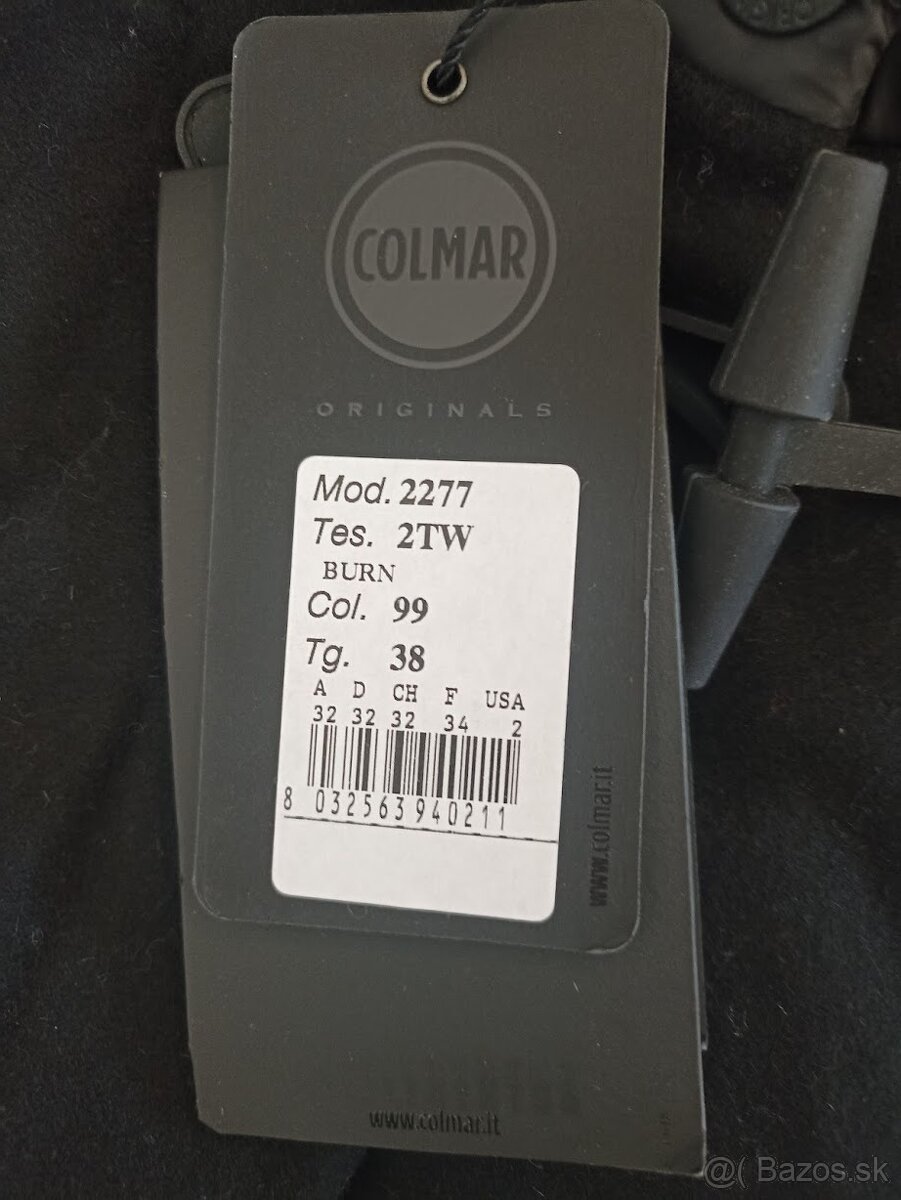 COLMAR
ORIGINALS
Mod. 2277
Tes. 2TW
BURN
Col. 99
Tg. 38
A D CH F USA
32 32 32 34 2
8 032563 940211
www.colmar.it
www.colmar.it
@( Bazos.sk